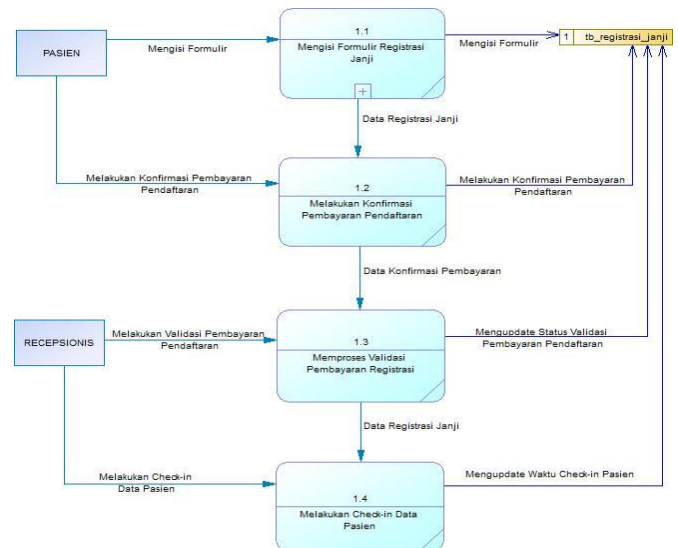 PASIEN
Mengisi Formulir
1.1
Mengisi Formulir Registrasi
Janji
Mengisi Formulir
1 tb_registrasi_janji
Data Registrasi Janji
Melakukan Konfirmasi Pembayaran
Pendaftaran
1.2
Melakukan Konfirmasi
Pembayaran Pendaftaran
Melakukan Konfirmasi Pembayaran
Pendaftaran
Data Konfirmasi Pembayaran
RECEPSIONIS
Melakukan Validasi Pembayaran
Pendaftaran
1.3
Memproses Validasi
Pembayaran Registrasi
Mengupdate Status Validasi
Pembayaran Pendaftaran
Data Registrasi Janji
Melakukan Check-in
Data Pasien
1.4
Melakukan Check-in Data
Pasien
Mengupdate Waktu Check-in Pasien